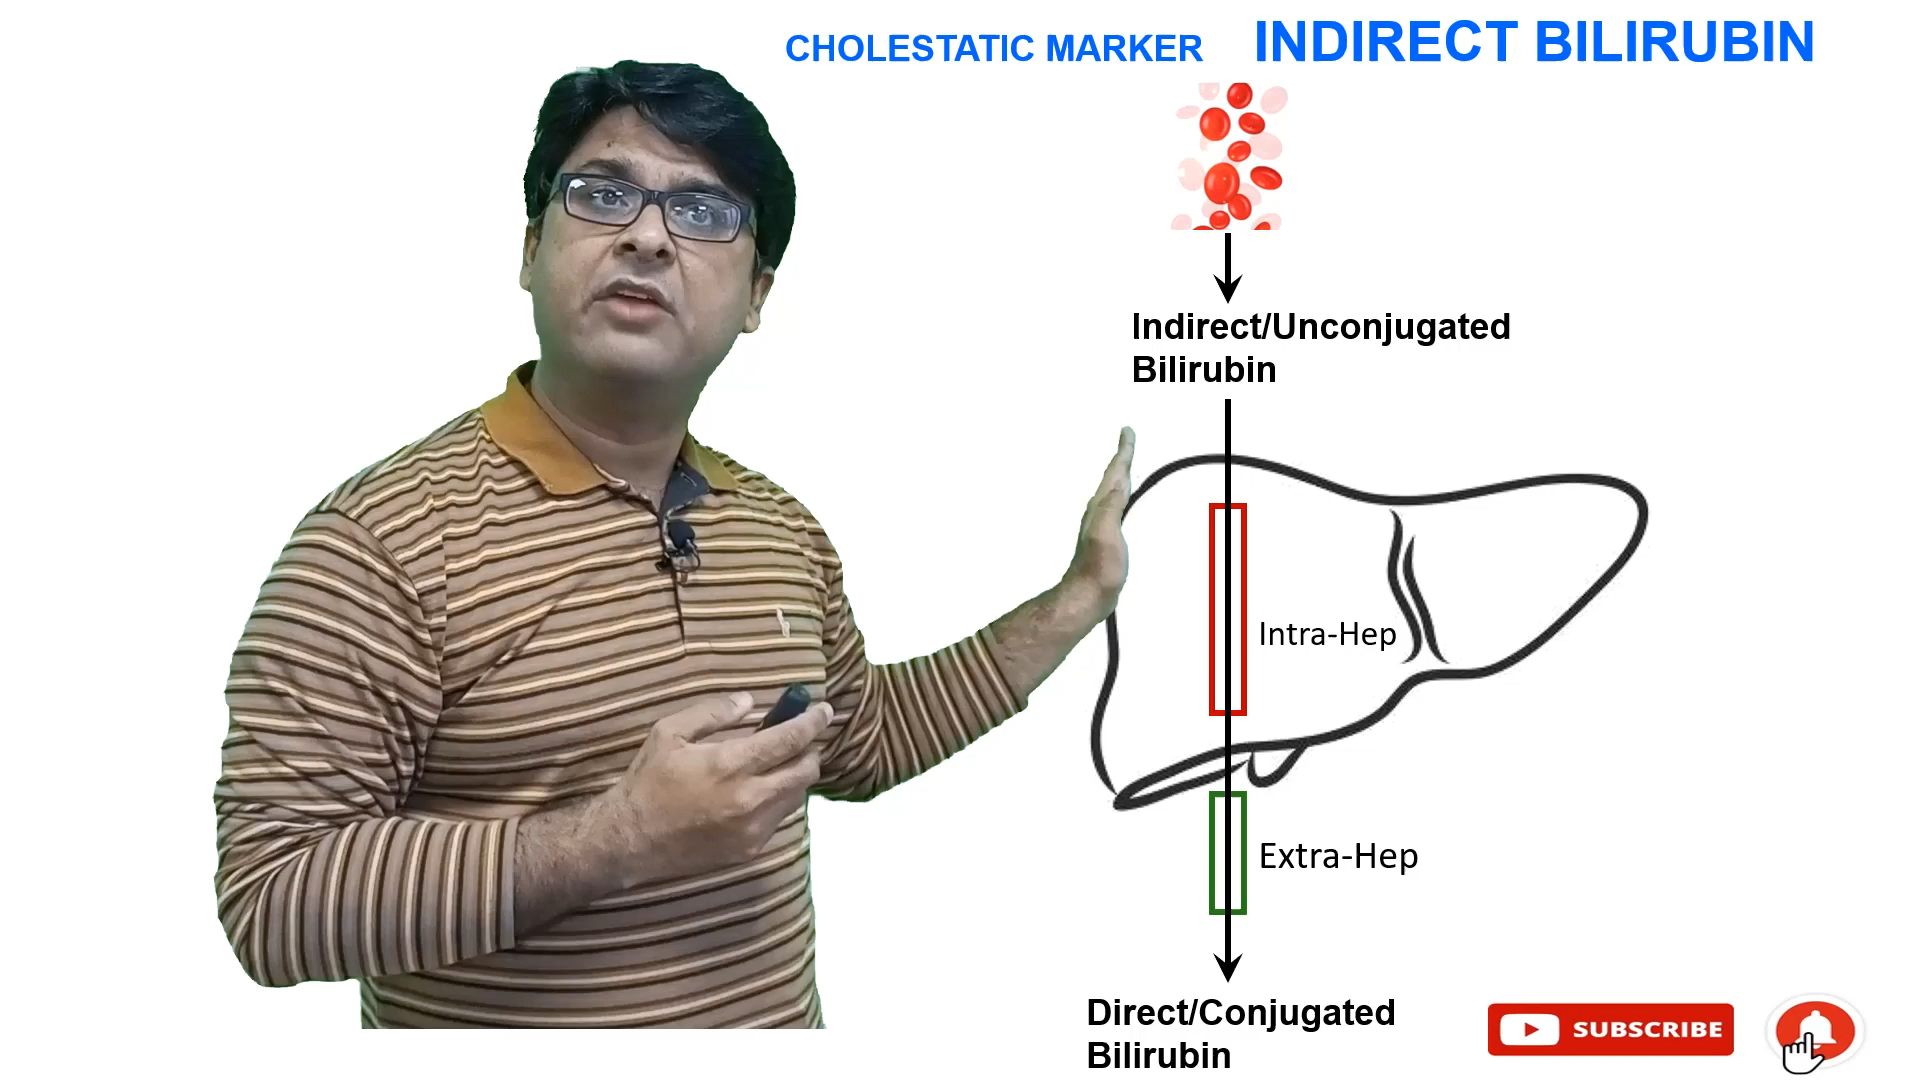 CHOLESTATIC MARKER INDIRECT BILIRUBIN
Indirect/Unconjugated
Bilirubin
Intra-Hep
Extra-Hep
Direct/Conjugated
Bilirubin
SUBSCRIBE